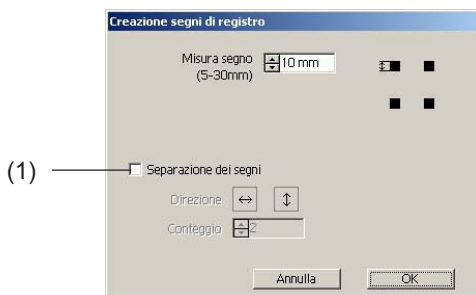 Creazione segni di registro
Misura segno 10 mm
(5-30mm)
(1) Separazione dei segni
Direzione
Conteggio 2
Annulla OK